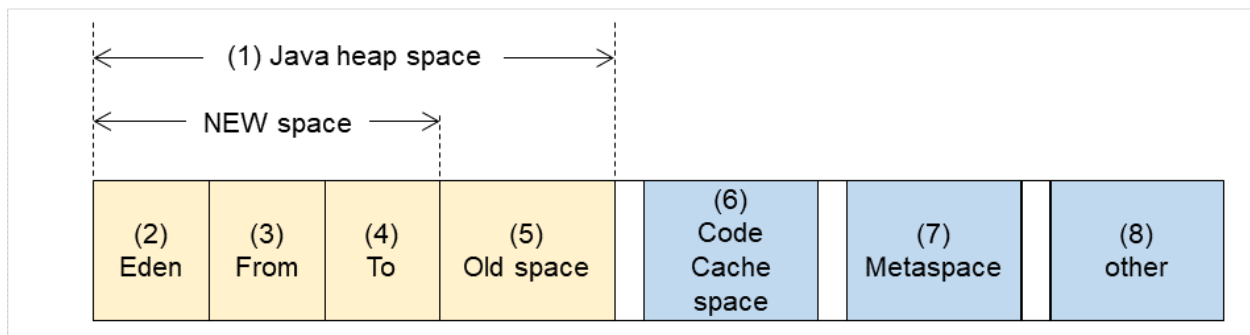 (1) Java heap space
NEW space
(2)
Eden
(3)
From
(4)
To
(5)
Old space
(6)
Code
Cache
space
(7)
Metaspace
(8)
other